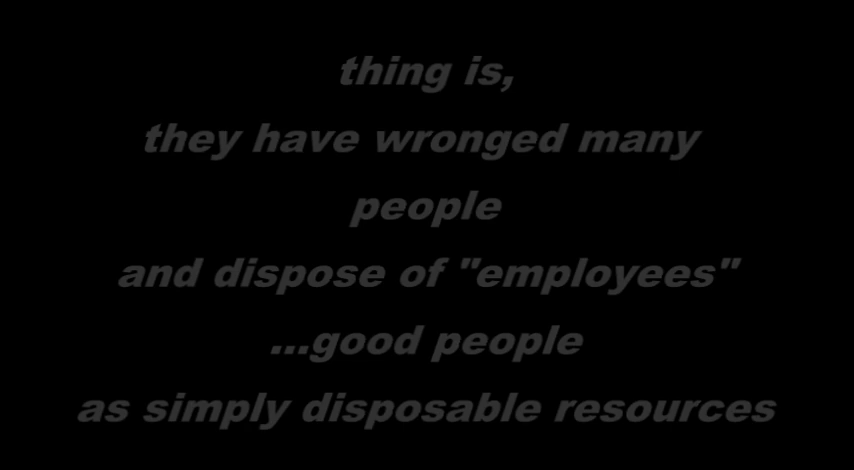 thing is,
they have wronged many
people
and dispose of "employees"
...good people
as simply disposable resources